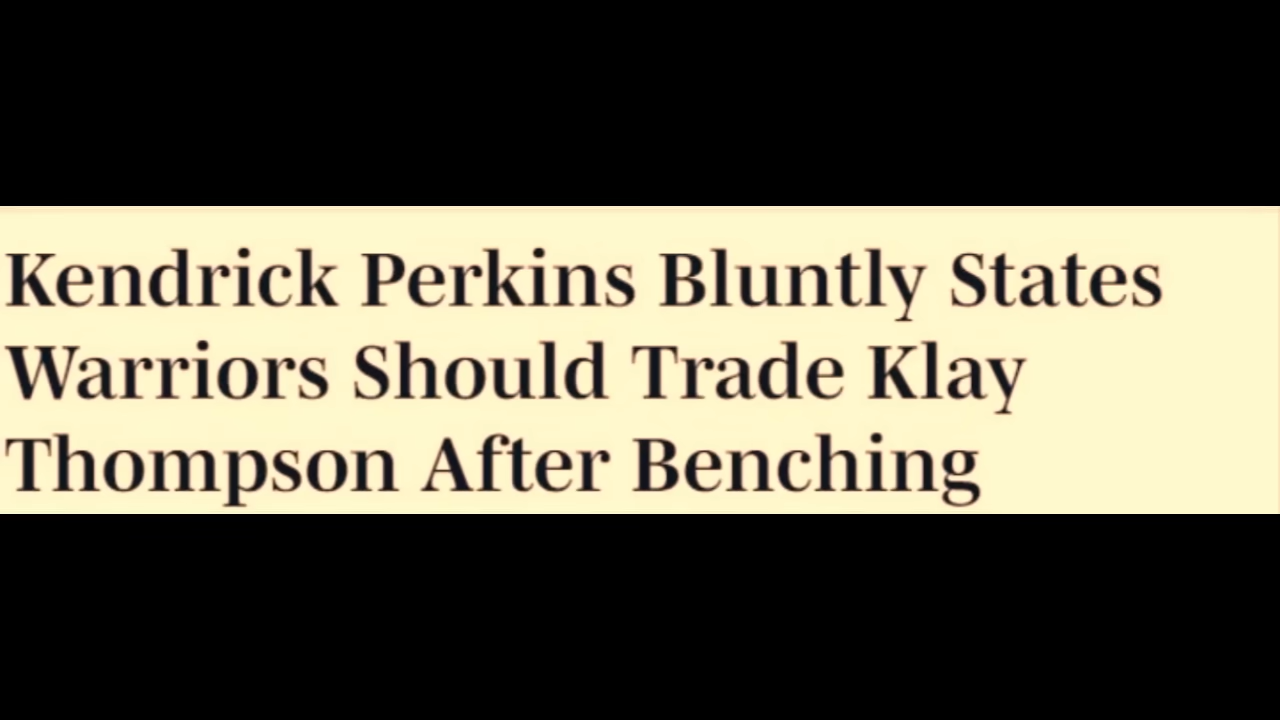 Kendrick Perkins Bluntly States
Warriors Should Trade Klay
Thompson After Benching